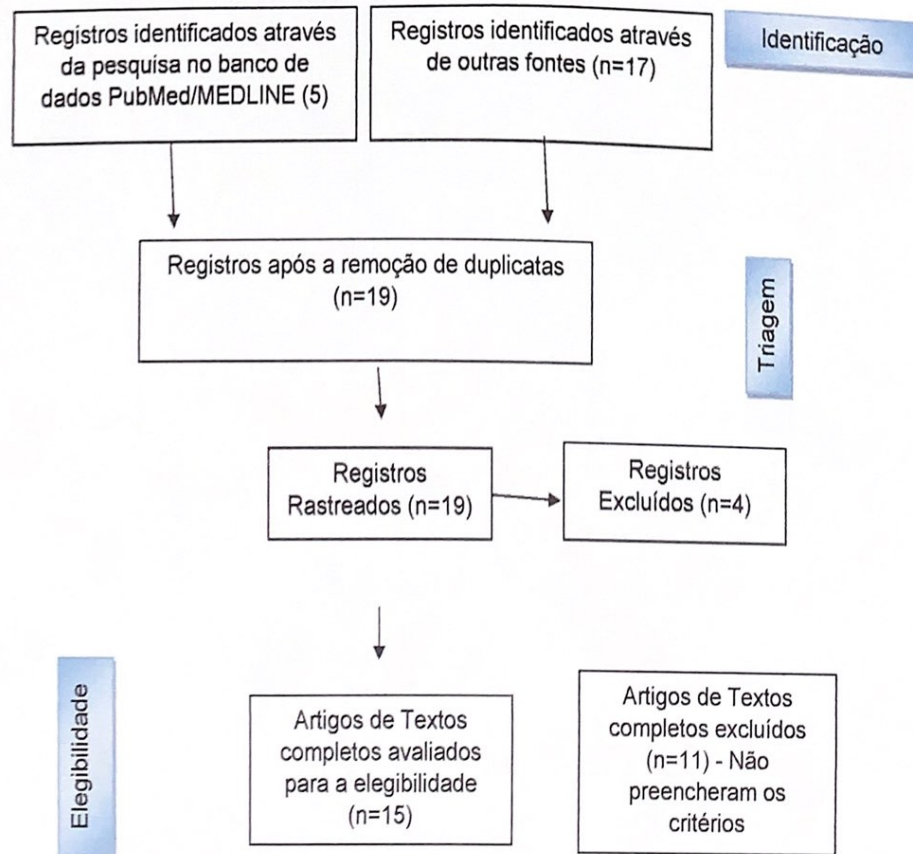 Registros identificados através
da pesquisa no banco de
dados PubMed/MEDLINE (5)
Registros identificados através
de outras fontes (n=17)
Identificação
Registros após a remoção de duplicatas
(n=19)
Triagem
Registros
Rastreados (n=19)
Registros
Excluídos (n=4)
Elegibilidade
Artigos de Textos
completos avaliados
para a elegibilidade
(n=15)
Artigos de Textos
completos excluídos
(n=11) - Não
preencheram os
critérios